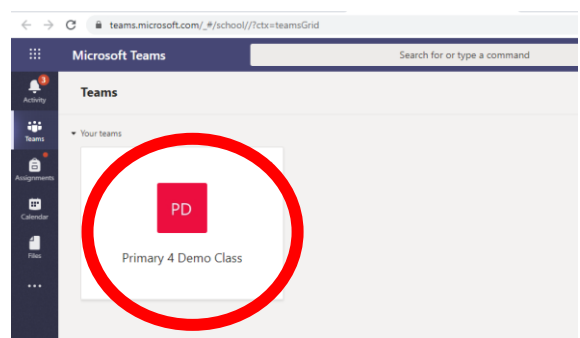 teams.microsoft.com/_#/school//?ctx=teamsGrid
Microsoft Teams
Search for or type a command
3
Activity
Teams
Assignments
Calendar
Files
...
Teams
Your teams
PD
Primary 4 Demo Class